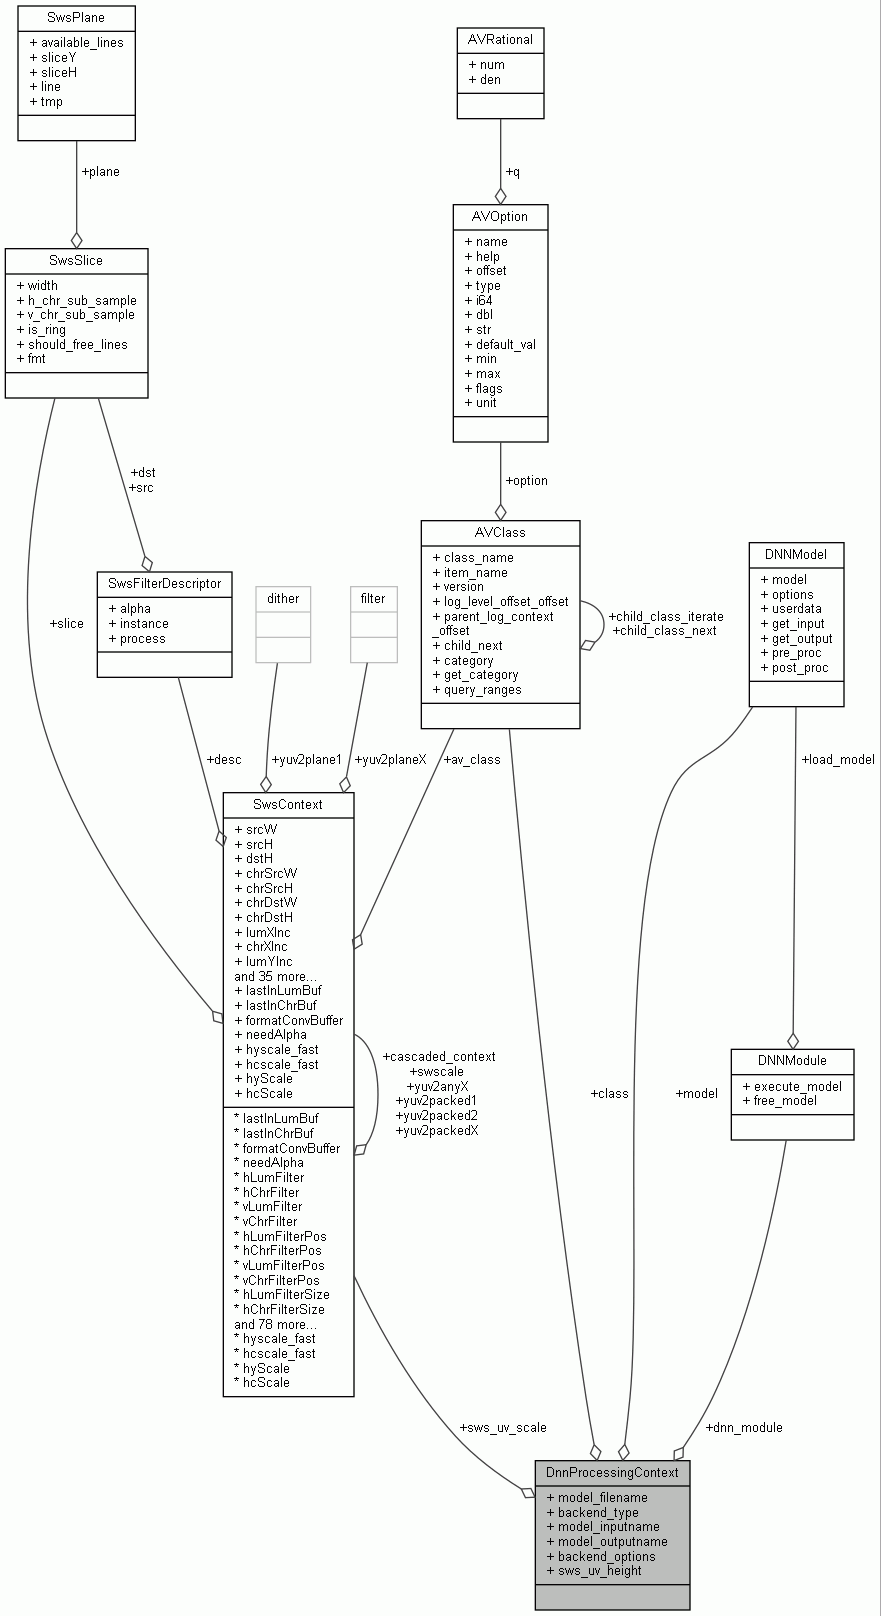 SwsPlane
+ available_lines
+ sliceY
+ sliceH
+ line
+ tmp
AVRational
+ num
+ den
+plane
+q
SwsSlice
+ width
+ h_chr_sub_sample
+ v_chr_sub_sample
+ is_ring
+ should_free_lines
+ fmt
AVOption
+ name
+ help
+ offset
+ type
+ i64
+ dbl
+ str
+ default_val
+ min
+ max
+ flags
+ unit
+dst
+src
+option
SwsFilterDescriptor
+ alpha
+ instance
+ process
dither
filter
AVClass
+ class_name
+ item_name
+ version
+ log_level_offset_offset
+ parent_log_context
_offset
+ child_next
+ category
+ get_category
+ query_ranges
+child_class_iterate
+child_class_next
DNNModel
+ model
+ options
+ userdata
+ get_input
+ get_output
+ pre_proc
+ post_proc
+slice
+desc
+yuv2plane1
+yuv2planeX
+av_class
+load_model
SwsContext
+ srcW
+ srcH
+ dstH
+ chrSrcW
+ chrSrcH
+ chrDstW
+ chrDstH
+ lumXInc
+ chrXInc
+ lumYInc
and 35 more...
+ lastInLumBuf
+ lastInChrBuf
+ formatConvBuffer
+ needAlpha
+ hyscale_fast
+ hcscale_fast
+ hyScale
+ hcScale
* lastInLumBuf
* lastInChrBuf
* formatConvBuffer
* needAlpha
* hLumFilter
* hChrFilter
* vLumFilter
* vChrFilter
* hLumFilterPos
* hChrFilterPos
* vLumFilterPos
* vChrFilterPos
* hLumFilterSize
* hChrFilterSize
and 78 more...
* hyscale_fast
* hcscale_fast
* hyScale
* hcScale
+cascaded_context
+swscale
+yuv2anyX
+yuv2packed1
+yuv2packed2
+yuv2packedX
+class
+model
DNNModule
+ execute_model
+ free_model
+sws_uv_scale
+dnn_module
DnnProcessingContext
+ model_filename
+ backend_type
+ model_inputname
+ model_outputname
+ backend_options
+ sws_uv_height